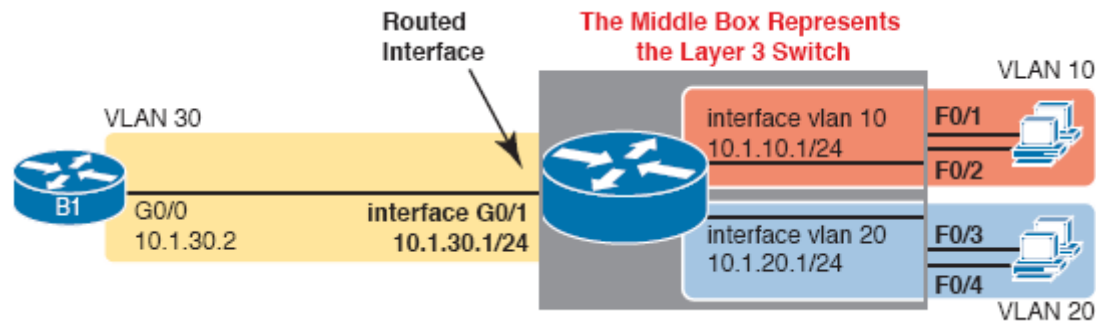 Routed
Interface
The Middle Box Represents
the Layer 3 Switch
VLAN 10
VLAN 30
interface vlan 10
10.1.10.1/24
F0/1
F0/2
B1
G0/0
10.1.30.2
interface G0/1
10.1.30.1/24
interface vlan 20
10.1.20.1/24
F0/3
F0/4
VLAN 20